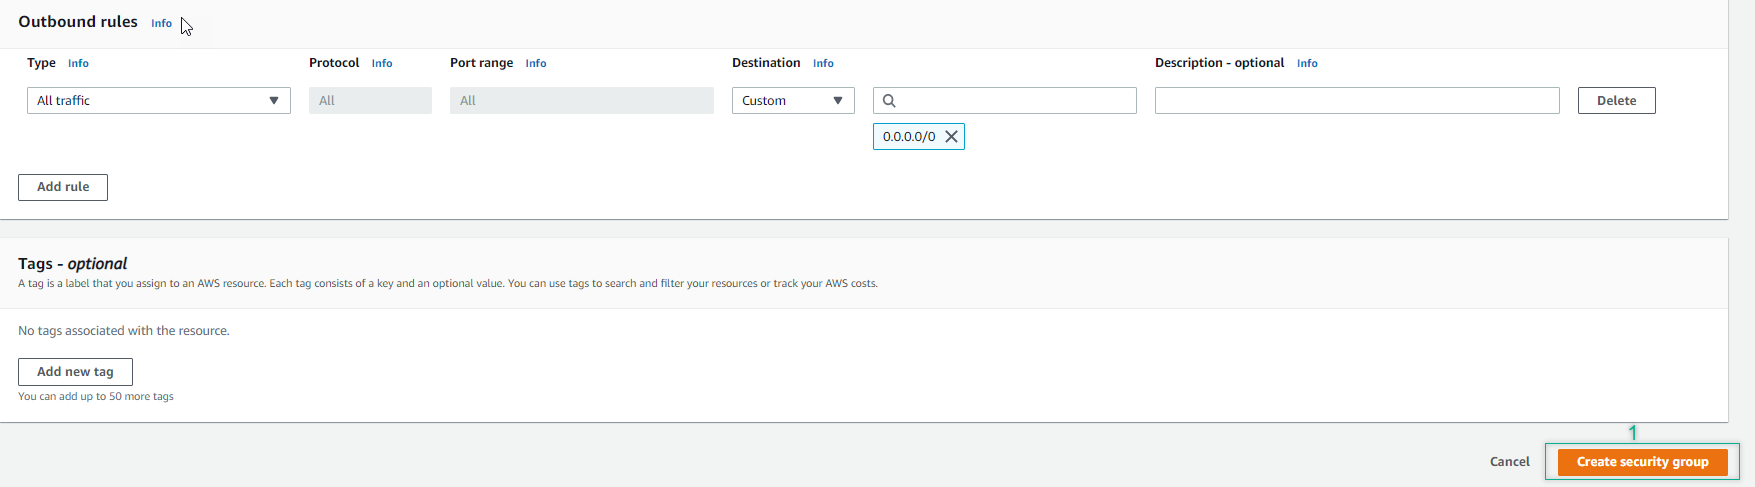 Outbound rules Info
Type Info Protocol Info Port range Info Destination Info Description - optional Info
All traffic All All Custom Delete
0.0.0.0/0
Add rule
Tags - optional
A tag is a label that you assign to an AWS resource. Each tag consists of a key and an optional value. You can use tags to search and filter your resources or track your AWS costs.
No tags associated with the resource.
Add new tag
You can add up to 50 more tags
1
Cancel Create security group